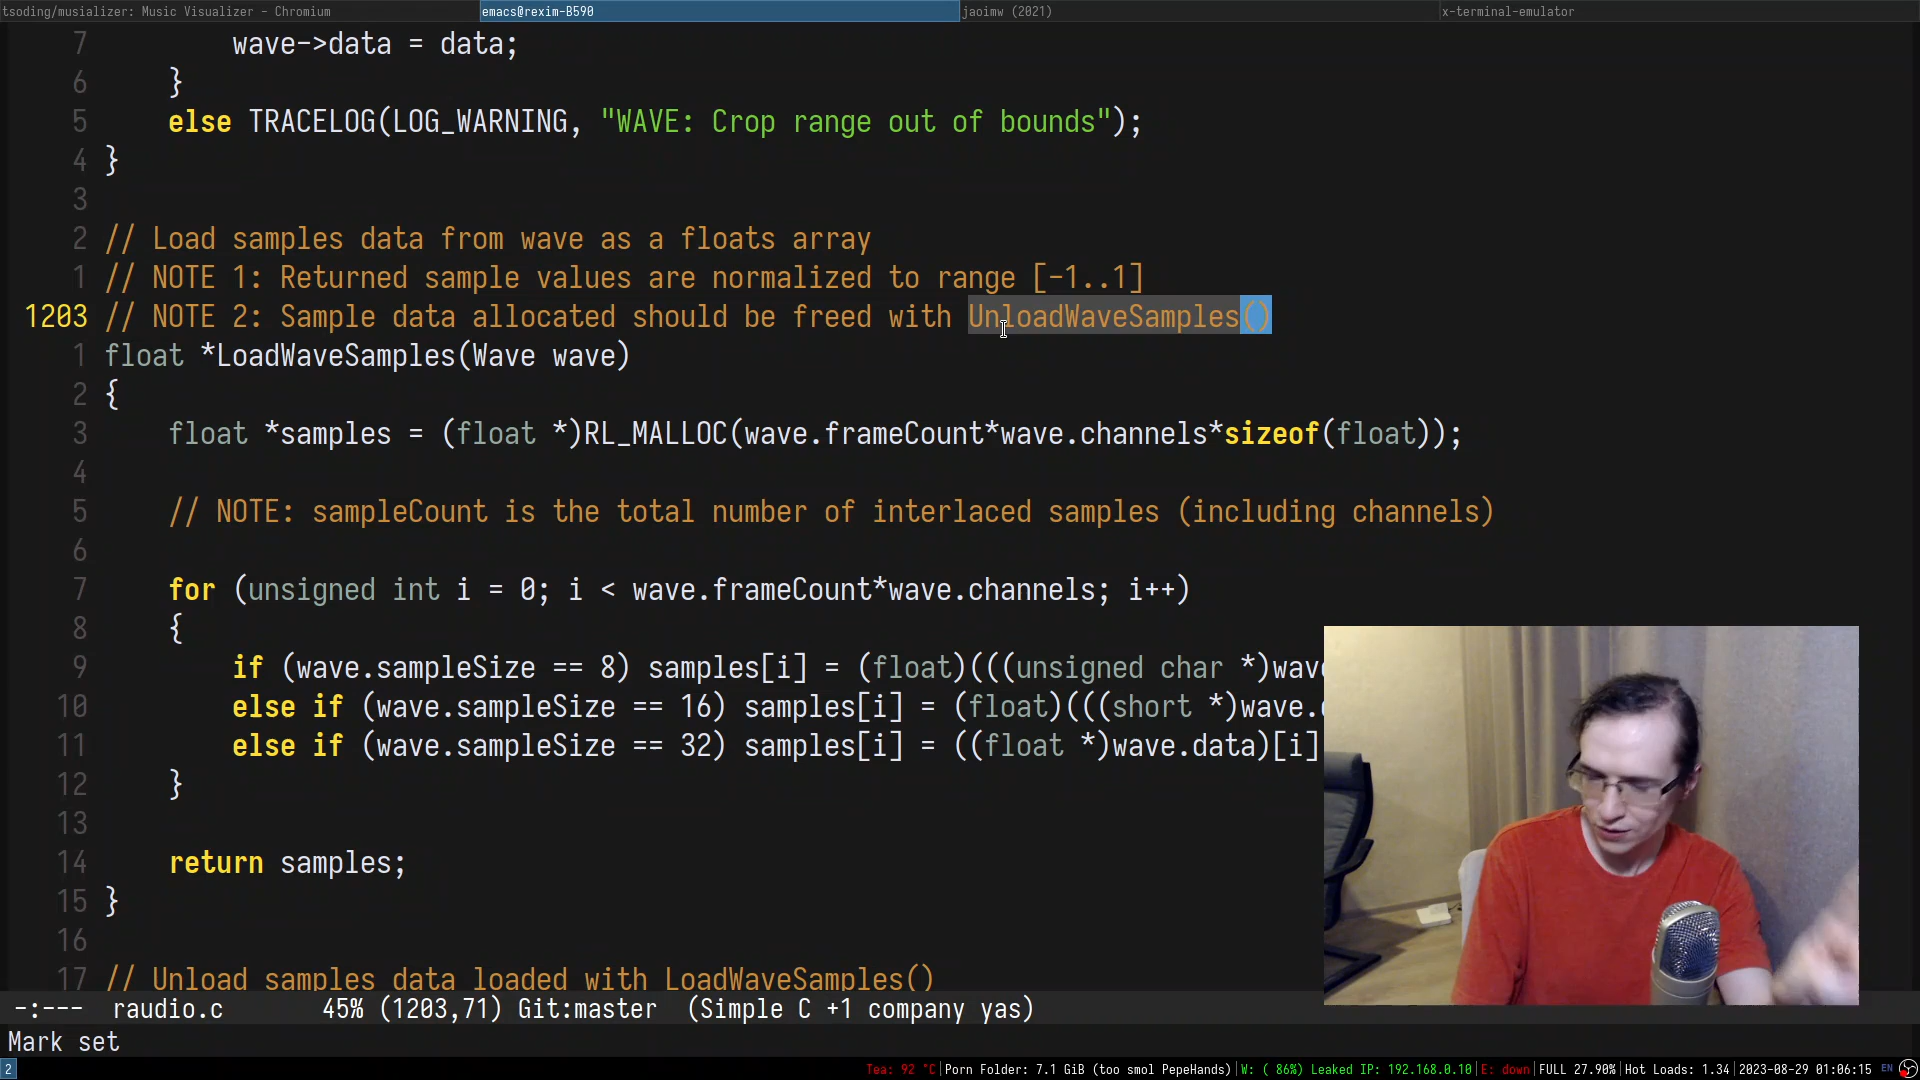 tsoding/musializer: Music Visualizer - Chromium emacs@rexim-B590 jaoimw (2021) x-terminal-emulator
7 wave->data = data;
6 }
5 else TRACELOG(LOG_WARNING, "WAVE: Crop range out of bounds");
4 }
3
2 // Load samples data from wave as a floats array
1 // NOTE 1: Returned sample values are normalized to range [-1..1]
1203 // NOTE 2: Sample data allocated should be freed with UnloadWaveSamples()
1 float *LoadWaveSamples(Wave wave)
2 {
3 float *samples = (float *)RL_MALLOC(wave.frameCount*wave.channels*sizeof(float));
4
5 // NOTE: sampleCount is the total number of interlaced samples (including channels)
6
7 for (unsigned int i = 0; i < wave.frameCount*wave.channels; i++)
8 {
9 if (wave.sampleSize == 8) samples[i] = (float)(((unsigned char *)wave
10 else if (wave.sampleSize == 16) samples[i] = (float)(((short *)wave.
11 else if (wave.sampleSize == 32) samples[i] = ((float *)wave.data)[i]
12 }
13
14 return samples;
15 }
16
17 // Unload samples data loaded with LoadWaveSamples()
-:--- raudio.c 45% (1203,71) Git:master (Simple C +1 company yas)
Mark set
2 Tea: 92 °C|Porn Folder: 7.1 GiB (too smol PepeHands)|W: ( 86%) Leaked IP: 192.168.0.10|E: down|FULL 27.90%|Hot Loads: 1.34|2023-08-29 01:06:15 EN